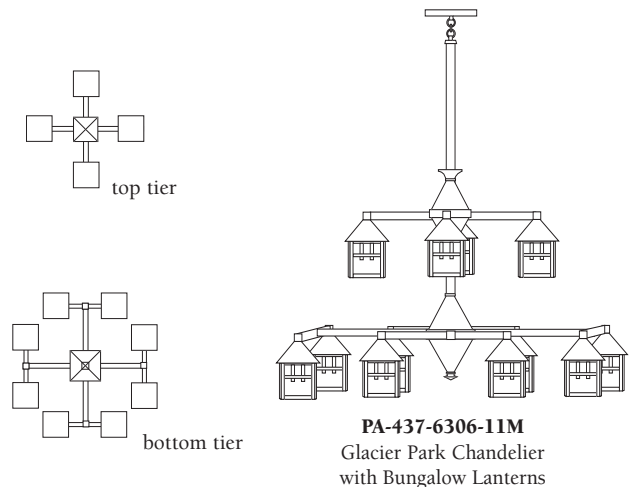 top tier
bottom tier
PA-437-6306-11M
Glacier Park Chandelier
with Bungalow Lanterns